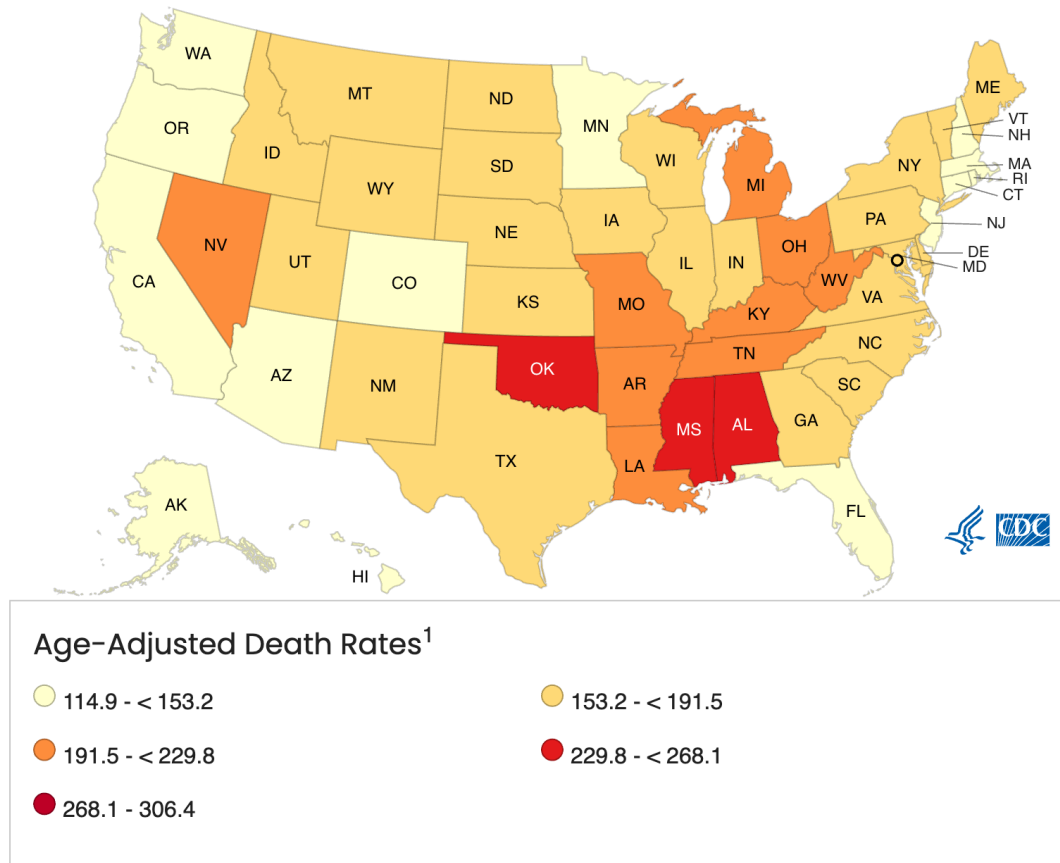 WA
MT
ND
MN
ME
VT
NH
OR
ID
SD
WI
MI
NY
MA
RI
CT
WY
IA
PA
NJ
NE
OH
DE
MD
NV
UT
IL
IN
WV
VA
CA
CO
KS
MO
KY
NC
AZ
NM
OK
TN
AR
SC
MS
AL
GA
TX
LA
FL
AK
HI
CDC
Age-Adjusted Death Rates¹
114.9 - < 153.2
153.2 - < 191.5
191.5 - < 229.8
229.8 - < 268.1
268.1 - 306.4